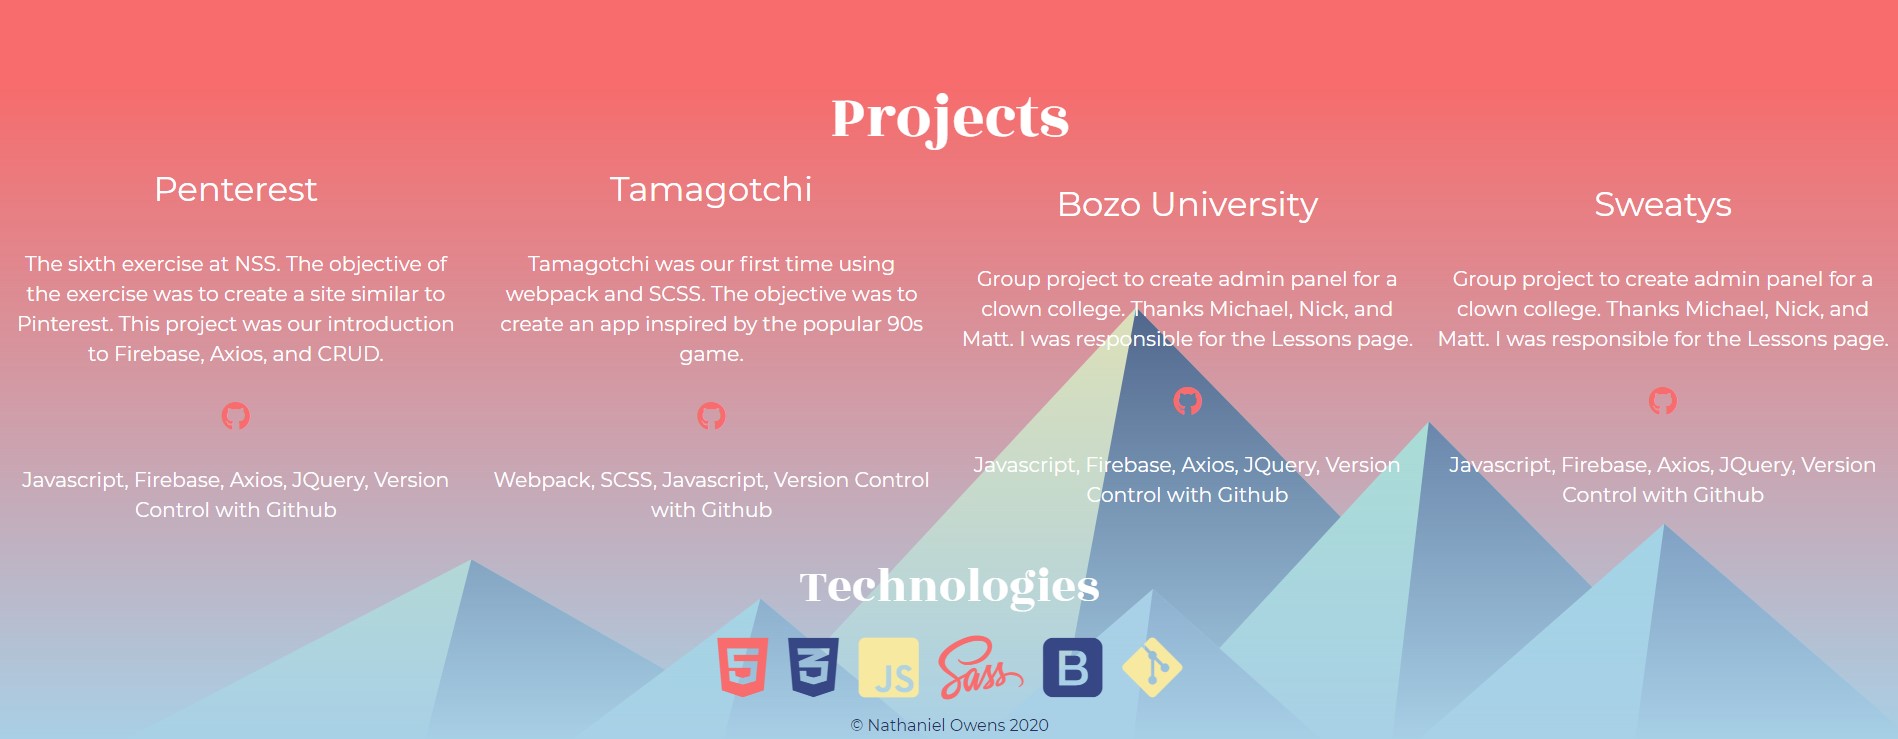 Projects
Penterest
The sixth exercise at NSS. The objective of
the exercise was to create a site similar to
Pinterest. This project was our introduction
to Firebase, Axios, and CRUD.
Javascript, Firebase, Axios, JQuery, Version
Control with Github
Tamagotchi
Tamagotchi was our first time using
webpack and SCSS. The objective was to
create an app inspired by the popular 90s
game.
Webpack, SCSS, Javascript, Version Control
with Github
Bozo University
Group project to create admin panel for a
clown college. Thanks Michael, Nick, and
Matt. I was responsible for the Lessons page.
Javascript, Firebase, Axios, JQuery, Version
Control with Github
Sweatys
Group project to create admin panel for a
clown college. Thanks Michael, Nick, and
Matt. I was responsible for the Lessons page.
Javascript, Firebase, Axios, JQuery, Version
Control with Github
Technologies
5 3 JS Sass B
© Nathaniel Owens 2020